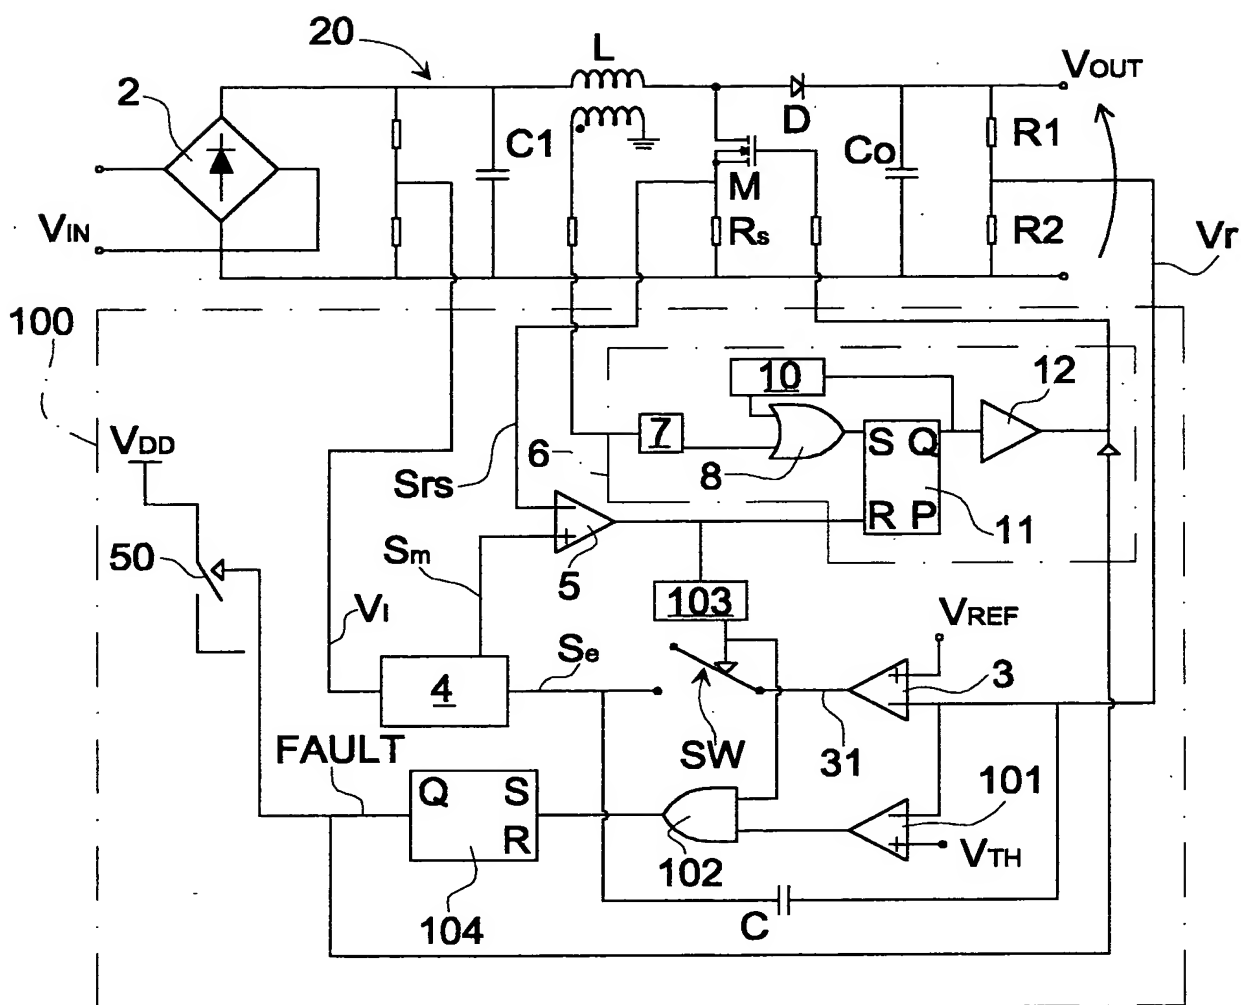 20
L
VOUT
2
D
C1
Co
R1
M
VIN
Rs
R2
Vr
100
10
12
VDD
7
6
8
S Q
Srs
R P
11
50
Sm
5
103
VREF
VI
Se
4
3
SW
31
FAULT
101
Q S
R
102
VTH
104
C
- +
+ -
- +